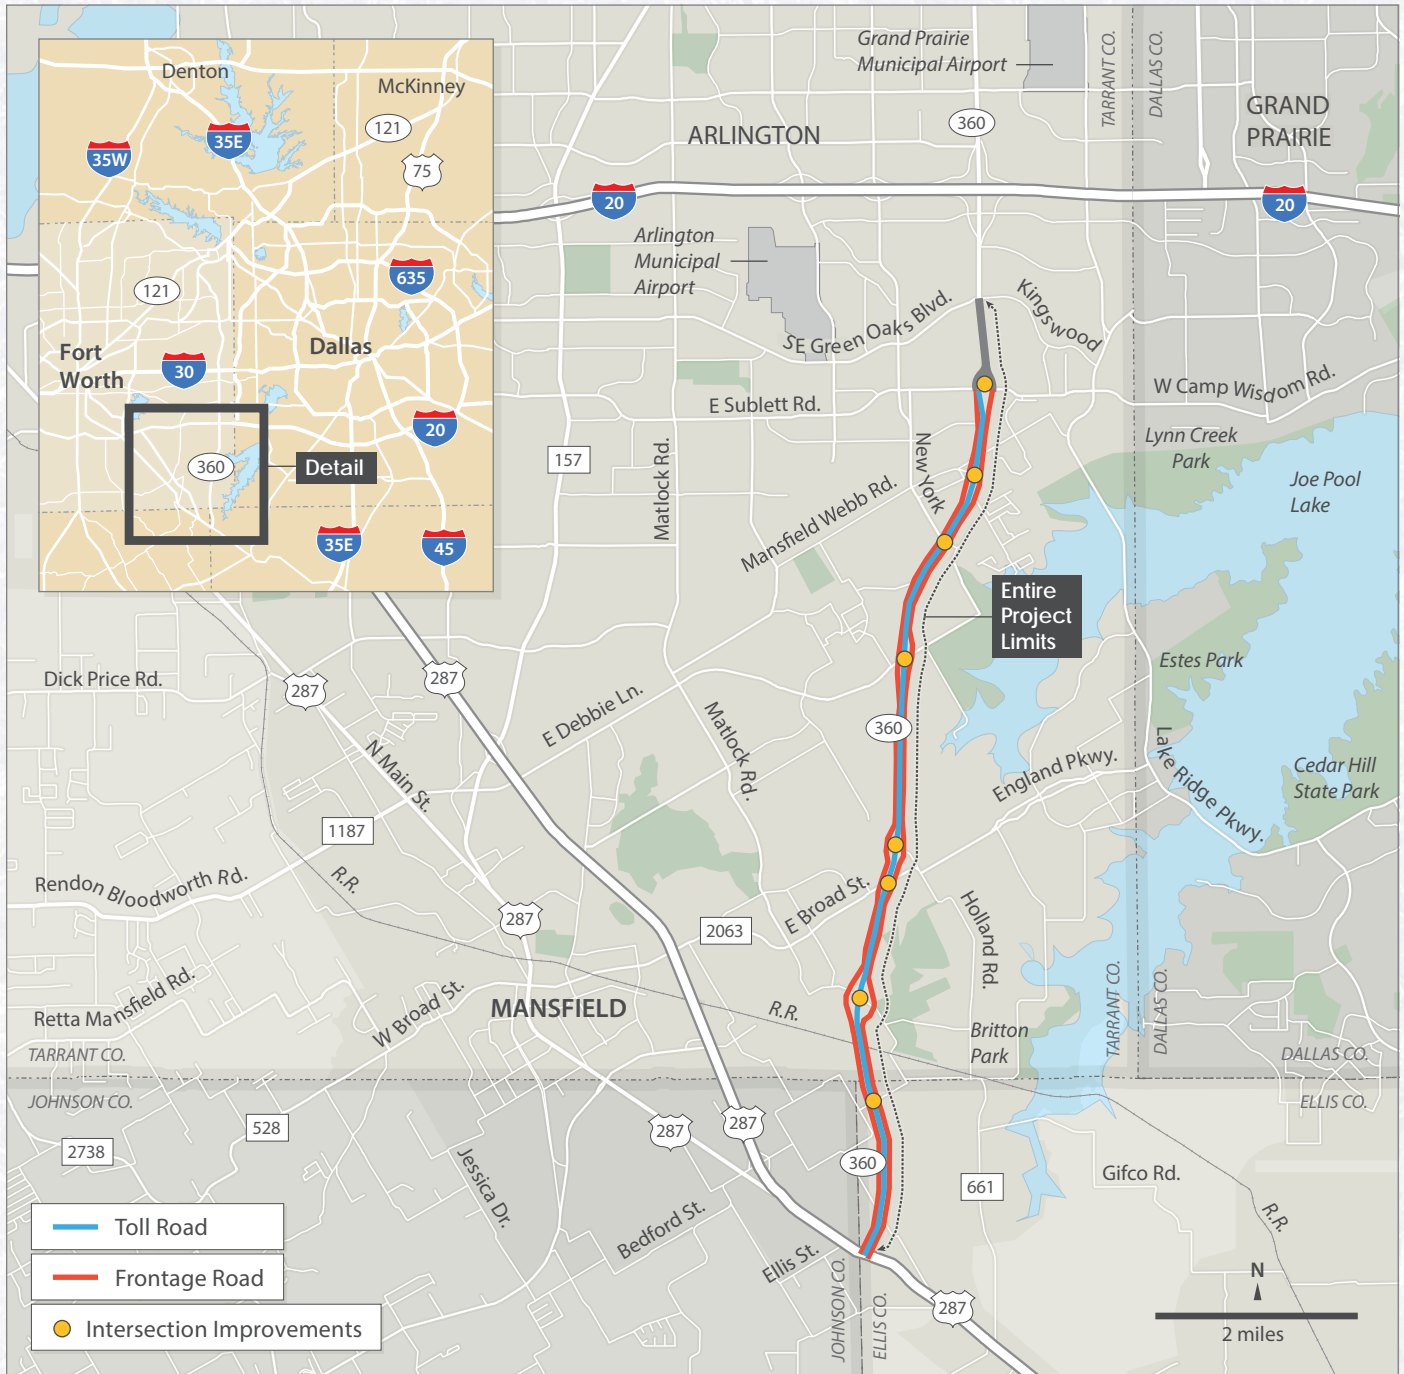 Denton
McKinney
121
35W
35E
75
635
121
Fort
Worth
Dallas
30
20
360
Detail
35E
45
Grand Prairie
Municipal Airport
TARRANT CO.
DALLAS CO.
GRAND
PRAIRIE
360
ARLINGTON
20
20
Arlington
Municipal
Airport
SE Green Oaks Blvd.
Kingswood
W Camp Wisdom Rd.
E Sublett Rd.
Lynn Creek
Park
157
Matlock Rd.
New York
Joe Pool
Lake
Mansfield Webb Rd.
Entire
Project
Limits
Estes Park
Dick Price Rd.
287
287
E Debbie Ln.
Matlock Rd.
360
N Main St.
England Pkwy.
Lake Ridge Pkwy.
Cedar Hill
State Park
1187
Rendon Bloodworth Rd.
R.R.
287
2063
E Broad St.
Holland Rd.
Retta Mansfield Rd.
W Broad St.
MANSFIELD
R.R.
Britton
Park
TARRANT CO.
DALLAS CO.
TARRANT CO.
JOHNSON CO.
DALLAS CO.
ELLIS CO.
528
2738
287
287
Jessica Dr.
360
661
Gifco Rd.
R.R.
Bedford St.
Ellis St.
JOHNSON CO.
ELLIS CO.
287
Toll Road
Frontage Road
Intersection Improvements
N
2 miles